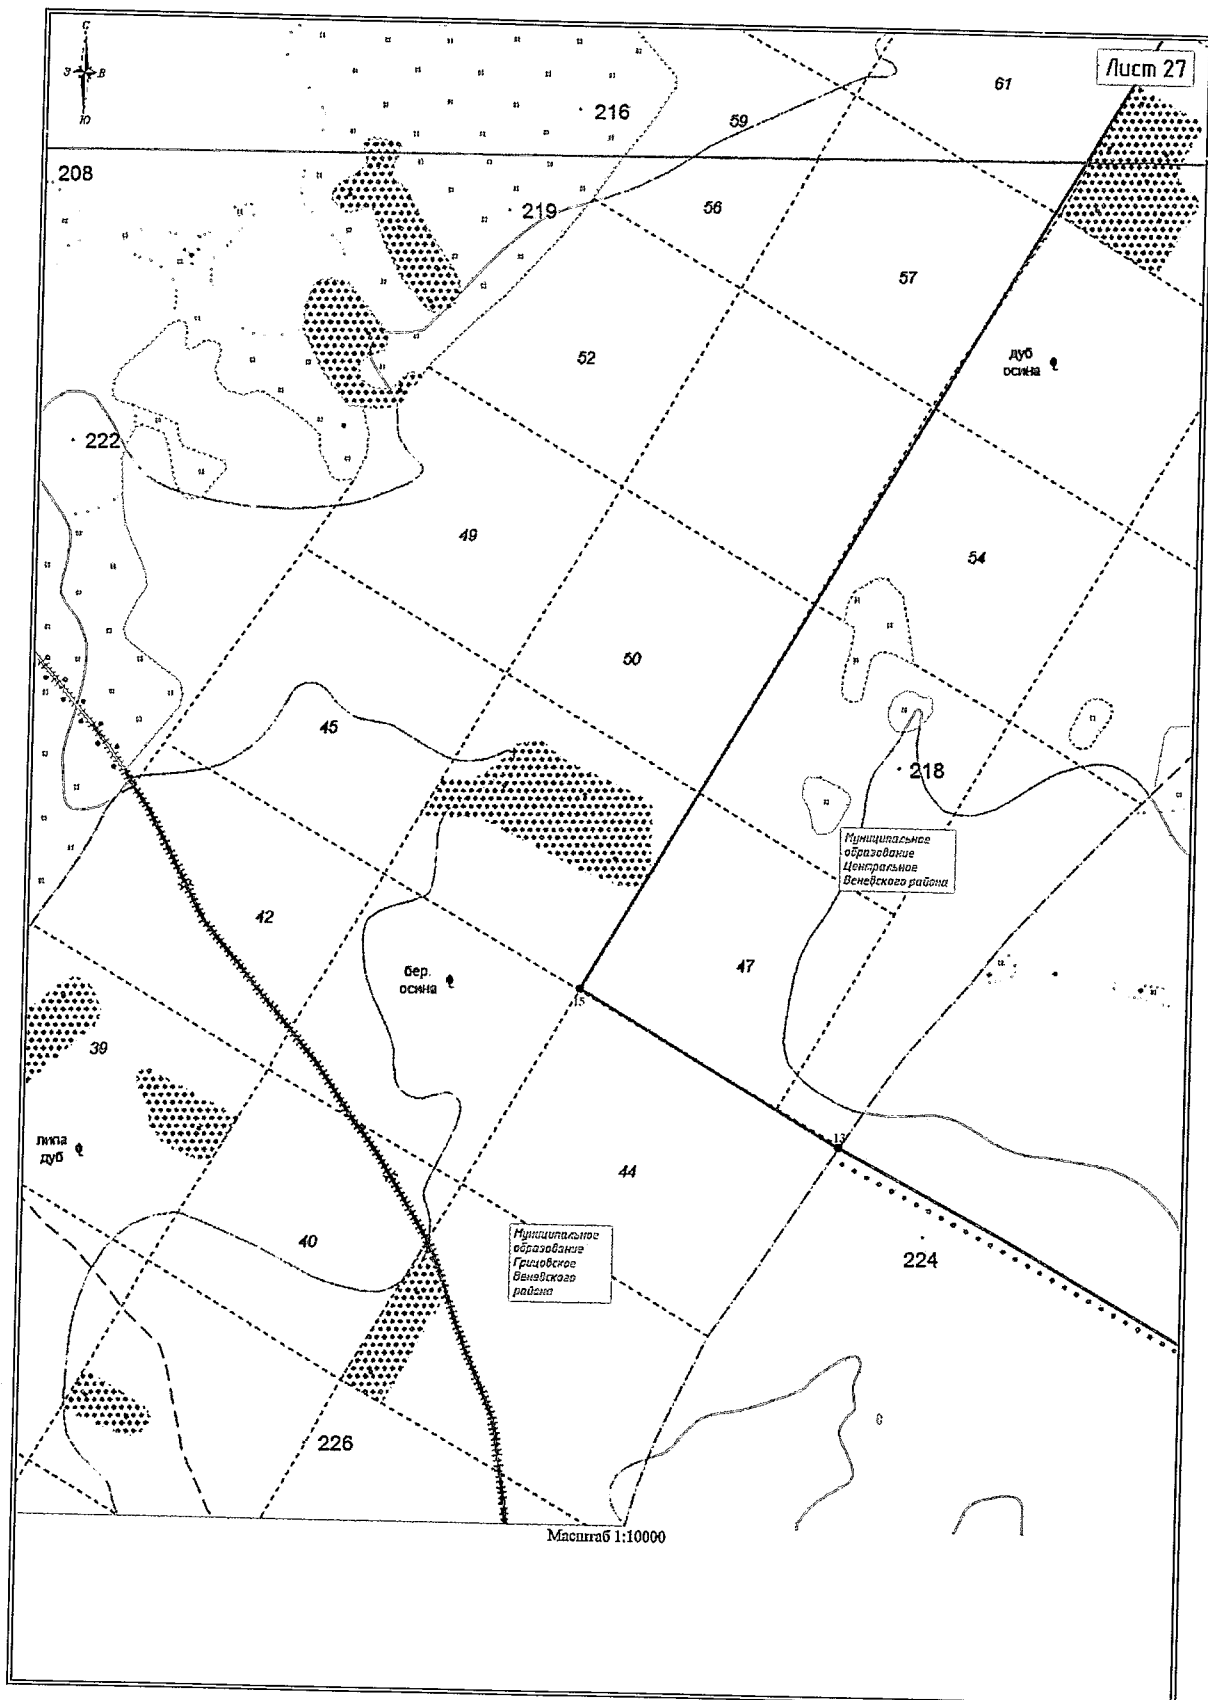 С
З В
Ю
Лист 27
61
216
59
208
219
56
57
52
дуб
осина
222
49
54
50
45
218
Муниципальное
образование
Центральное
Веневского района
42
бер.
осина
47
15
39
13
липа
дуб
44
40
Муниципальное
образование
Грицовское
Веневского
района
224
226
Масштаб 1:10000